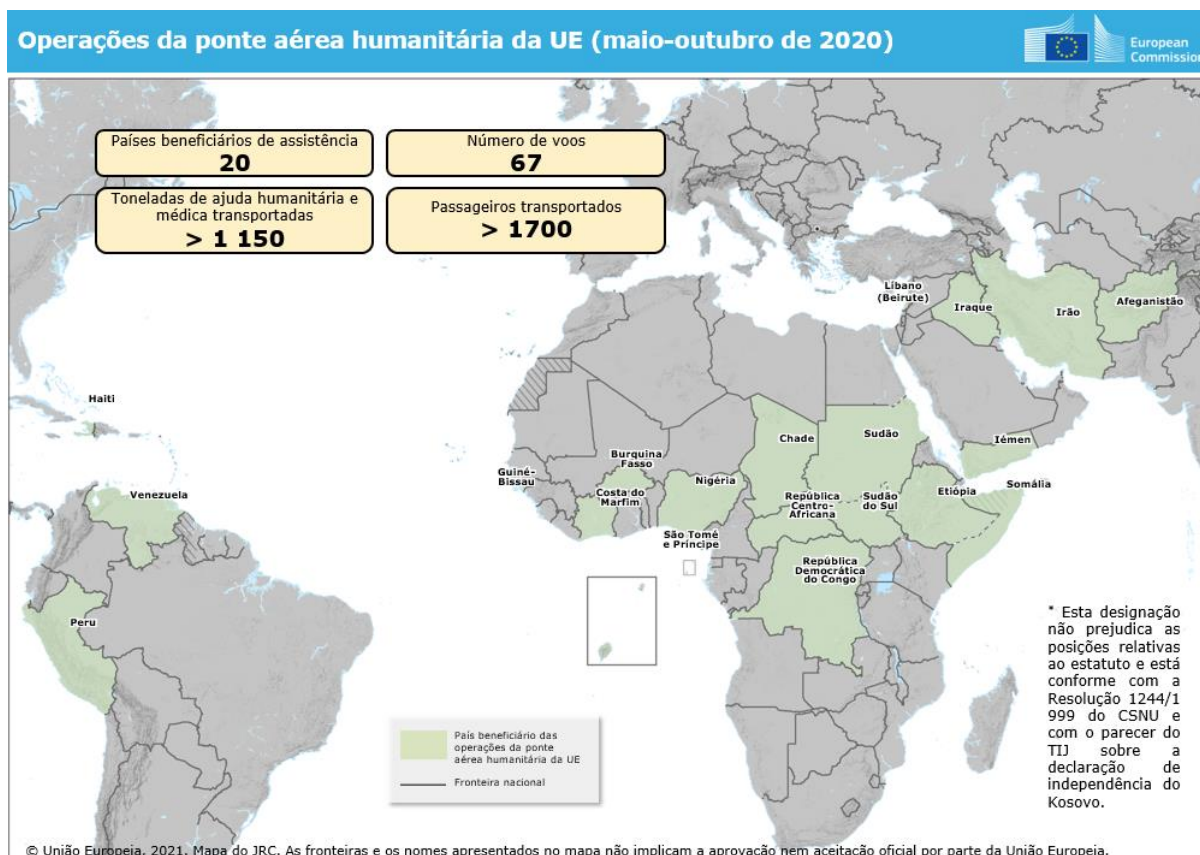 Operações da ponte aérea humanitária da UE (maio-outubro de 2020)
European
Commission
Países beneficiários de assistência
20
Número de voos
67
Toneladas de ajuda humanitária e
médica transportadas
> 1 150
Passageiros transportados
> 1700
Líbano
(Beirute)
Iraque
Irão
Afeganistão
Haiti
Venezuela
Peru
Guiné-
Bissau
Burquina
Fasso
Costa do
Marfim
Nigéria
Chade
Sudão
Iémen
Somália
Etiópia
República
Centro-
Africana
Sudão
do Sul
São Tomé
e Príncipe
República
Democrática
do Congo
* Esta designação
não prejudica as
posições relativas
ao estatuto e está
conforme com a
Resolução 1244/1
999 do CSNU e
com o parecer do
TIJ sobre a
declaração de
independência do
Kosovo.
País beneficiário das
operações da ponte
aérea humanitária da UE
Fronteira nacional
© União Europeia, 2021. Mapa do JRC. As fronteiras e os nomes apresentados no mapa não implicam a aprovação nem aceitação oficial por parte da União Europeia.